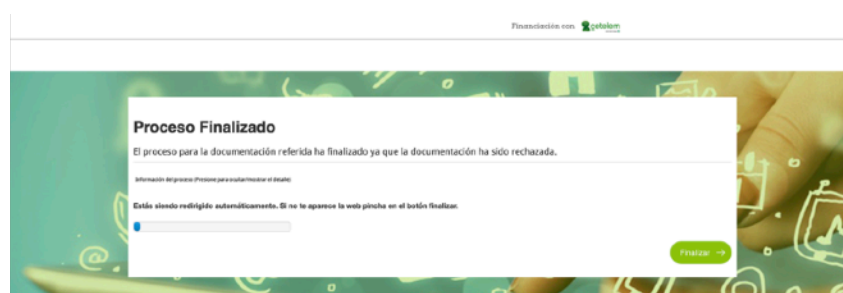 Financiación con cetelem
Proceso Finalizado
El proceso para la documentación referida ha finalizado ya que la documentación ha sido rechazada.
Información del proceso (Presione para ocultar/mostrar el detalle)
Estás siendo redirigido automáticamente. Si no te aparece la web pincha en el botón finalizar.
Finalizar